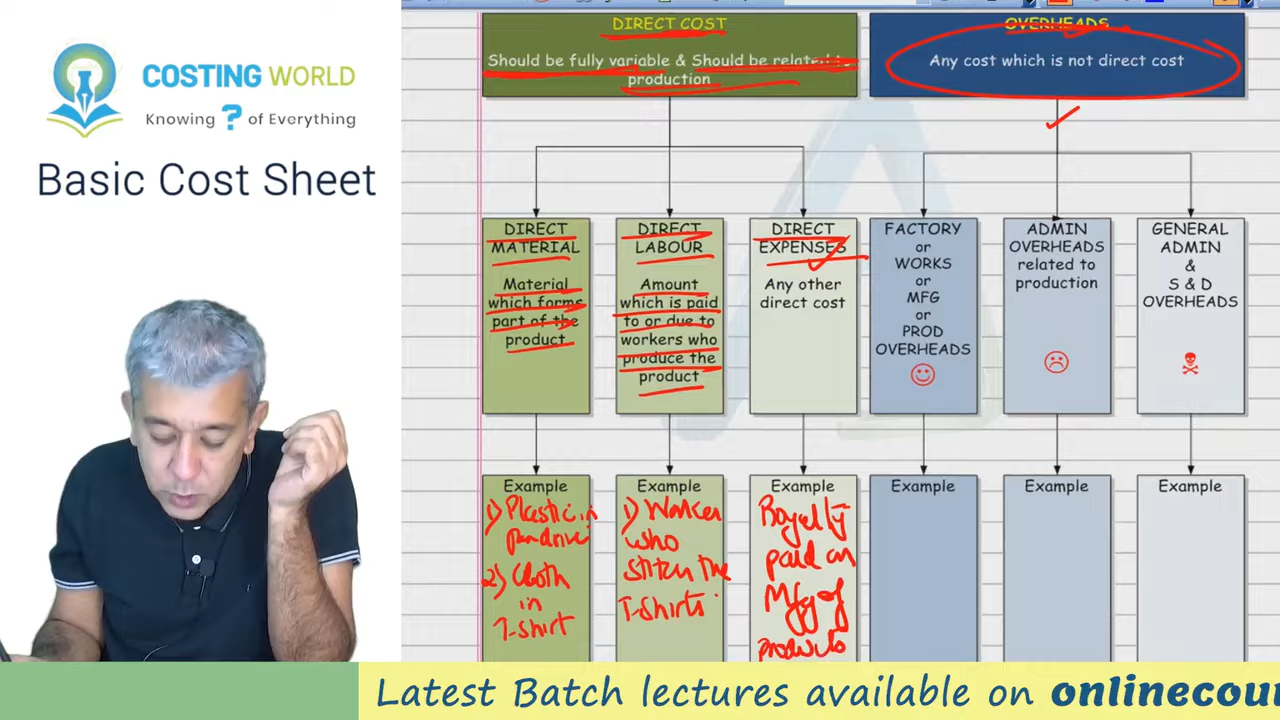 COSTING WORLD
Knowing ? of Everything
Basic Cost Sheet
DIRECT COST
Should be fully variable & Should be related to
production
OVERHEADS
Any cost which is not direct cost
DIRECT
MATERIAL
Material
which forms
part of the
product
DIRECT
LABOUR
Amount
which is paid
to or due to
workers who
produce the
product
DIRECT
EXPENSES
Any other
direct cost
FACTORY
or
WORKS
or
MFG
or
PROD
OVERHEADS
ADMIN
OVERHEADS
related to
production
GENERAL
ADMIN
&
S & D
OVERHEADS
Example
1) Plastic in
pendrive
2) Cloth
in
T-shirt
Example
1) Worker
who
stitch the
T-shirts
Example
Royalty
paid on
Mfg of
products
Example
Example
Example
Latest Batch lectures available on onlinecour